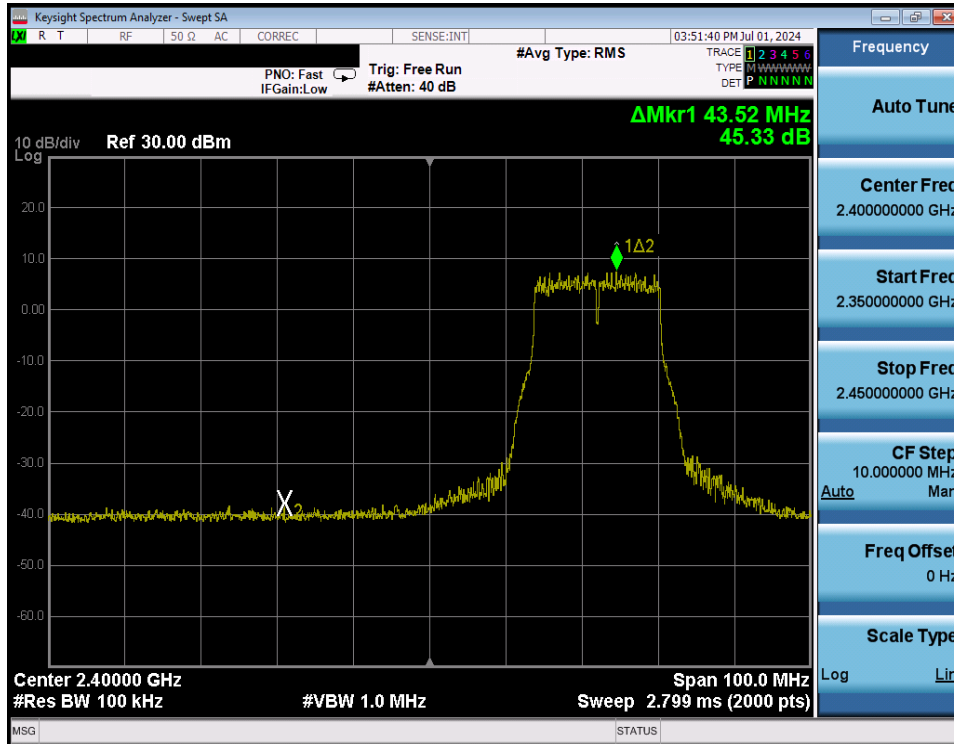 Keysight Spectrum Analyzer - Swept SA
LXI R T RF 50 Ω AC CORREC SENSE:INT 03:51:40 PM Jul 01, 2024
#Avg Type: RMS
TRACE 1 2 3 4 5 6
PNO: Fast Trig: Free Run
TYPE M W W W W W
IFGain:Low #Atten: 40 dB
DET P N N N N N
ΔMkr1 43.52 MHz
45.33 dB
10 dB/div Ref 30.00 dBm
Log
20.0
10.0
0.00
-10.0
-20.0
-30.0
-40.0
-50.0
-60.0
1Δ2
X2
Center 2.40000 GHz Span 100.0 MHz
#Res BW 100 kHz #VBW 1.0 MHz Sweep 2.799 ms (2000 pts)
MSG STATUS
Frequency
Auto Tune
Center Freq
2.400000000 GHz
Start Freq
2.350000000 GHz
Stop Freq
2.450000000 GHz
CF Step
10.000000 MHz
Auto Man
Freq Offset
0 Hz
Scale Type
Log Lin